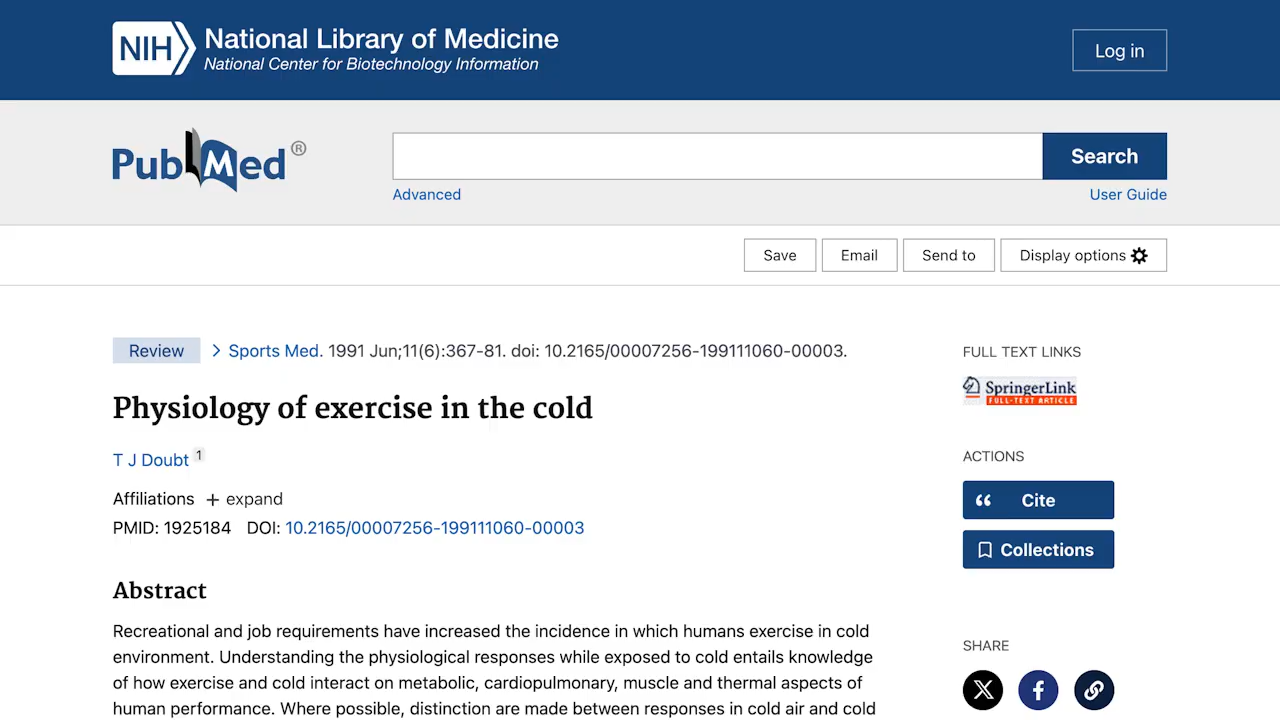 NIH National Library of Medicine
National Center for Biotechnology Information
Log in
PubMed®
Search
Advanced
User Guide
Save
Email
Send to
Display options
Review
Sports Med. 1991 Jun;11(6):367-81. doi: 10.2165/00007256-199111060-00003.
Physiology of exercise in the cold
T J Doubt 1
Affiliations + expand
PMID: 1925184 DOI: 10.2165/00007256-199111060-00003
Abstract
Recreational and job requirements have increased the incidence in which humans exercise in cold
environment. Understanding the physiological responses while exposed to cold entails knowledge
of how exercise and cold interact on metabolic, cardiopulmonary, muscle and thermal aspects of
human performance. Where possible, distinction are made between responses in cold air and cold
FULL TEXT LINKS
SpringerLink
FULL-TEXT ARTICLE
ACTIONS
Cite
Collections
SHARE